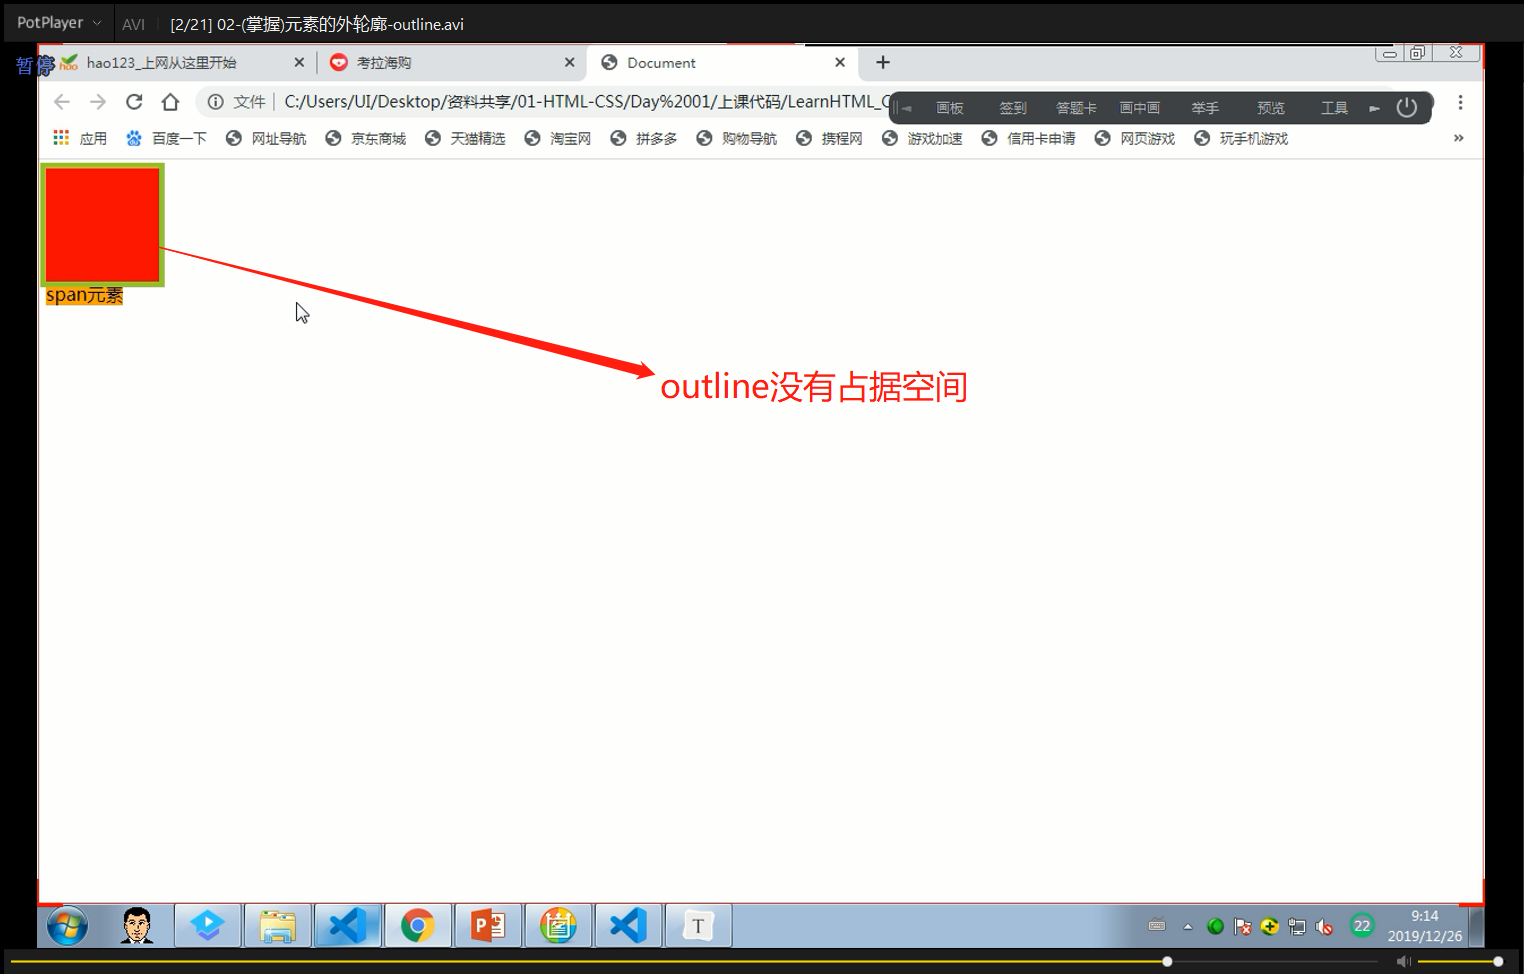 PotPlayer AVI [2/21] 02-(掌握)元素的外轮廓-outline.avi
暂停
hao123_上网从这里开始 考拉海购 Document
文件 C:/Users/UI/Desktop/资料共享/01-HTML-CSS/Day%2001/上课代码/LearnHTML_C
画板 签到 答题卡 画中画 举手 预览 工具
应用 百度一下 网址导航 京东商城 天猫精选 淘宝网 拼多多 购物导航 携程网 游戏加速 信用卡申请 网页游戏 玩手机游戏
span元素
outline没有占据空间
22
9:14
2019/12/26